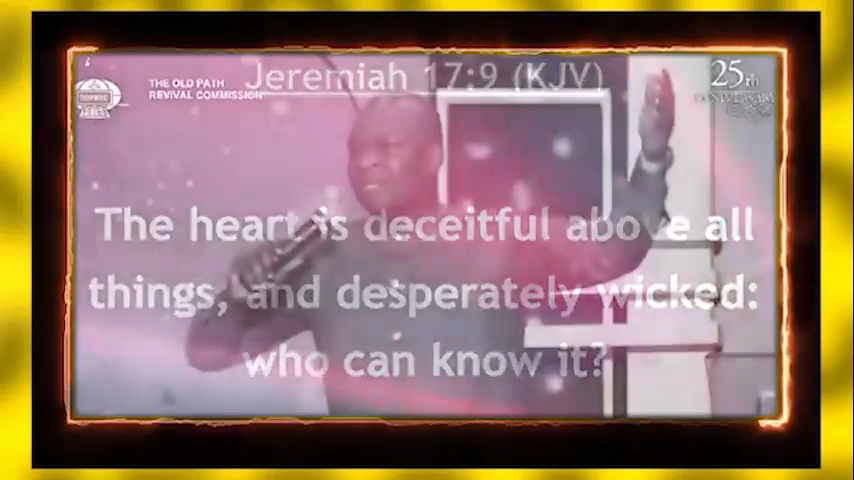 Jeremiah 17:9 (KJV)
THE OLD PATH
REVIVAL COMMISSION
25th
ANNIVERSARY
The heart is deceitful above all
things, and desperately wicked:
who can know it?